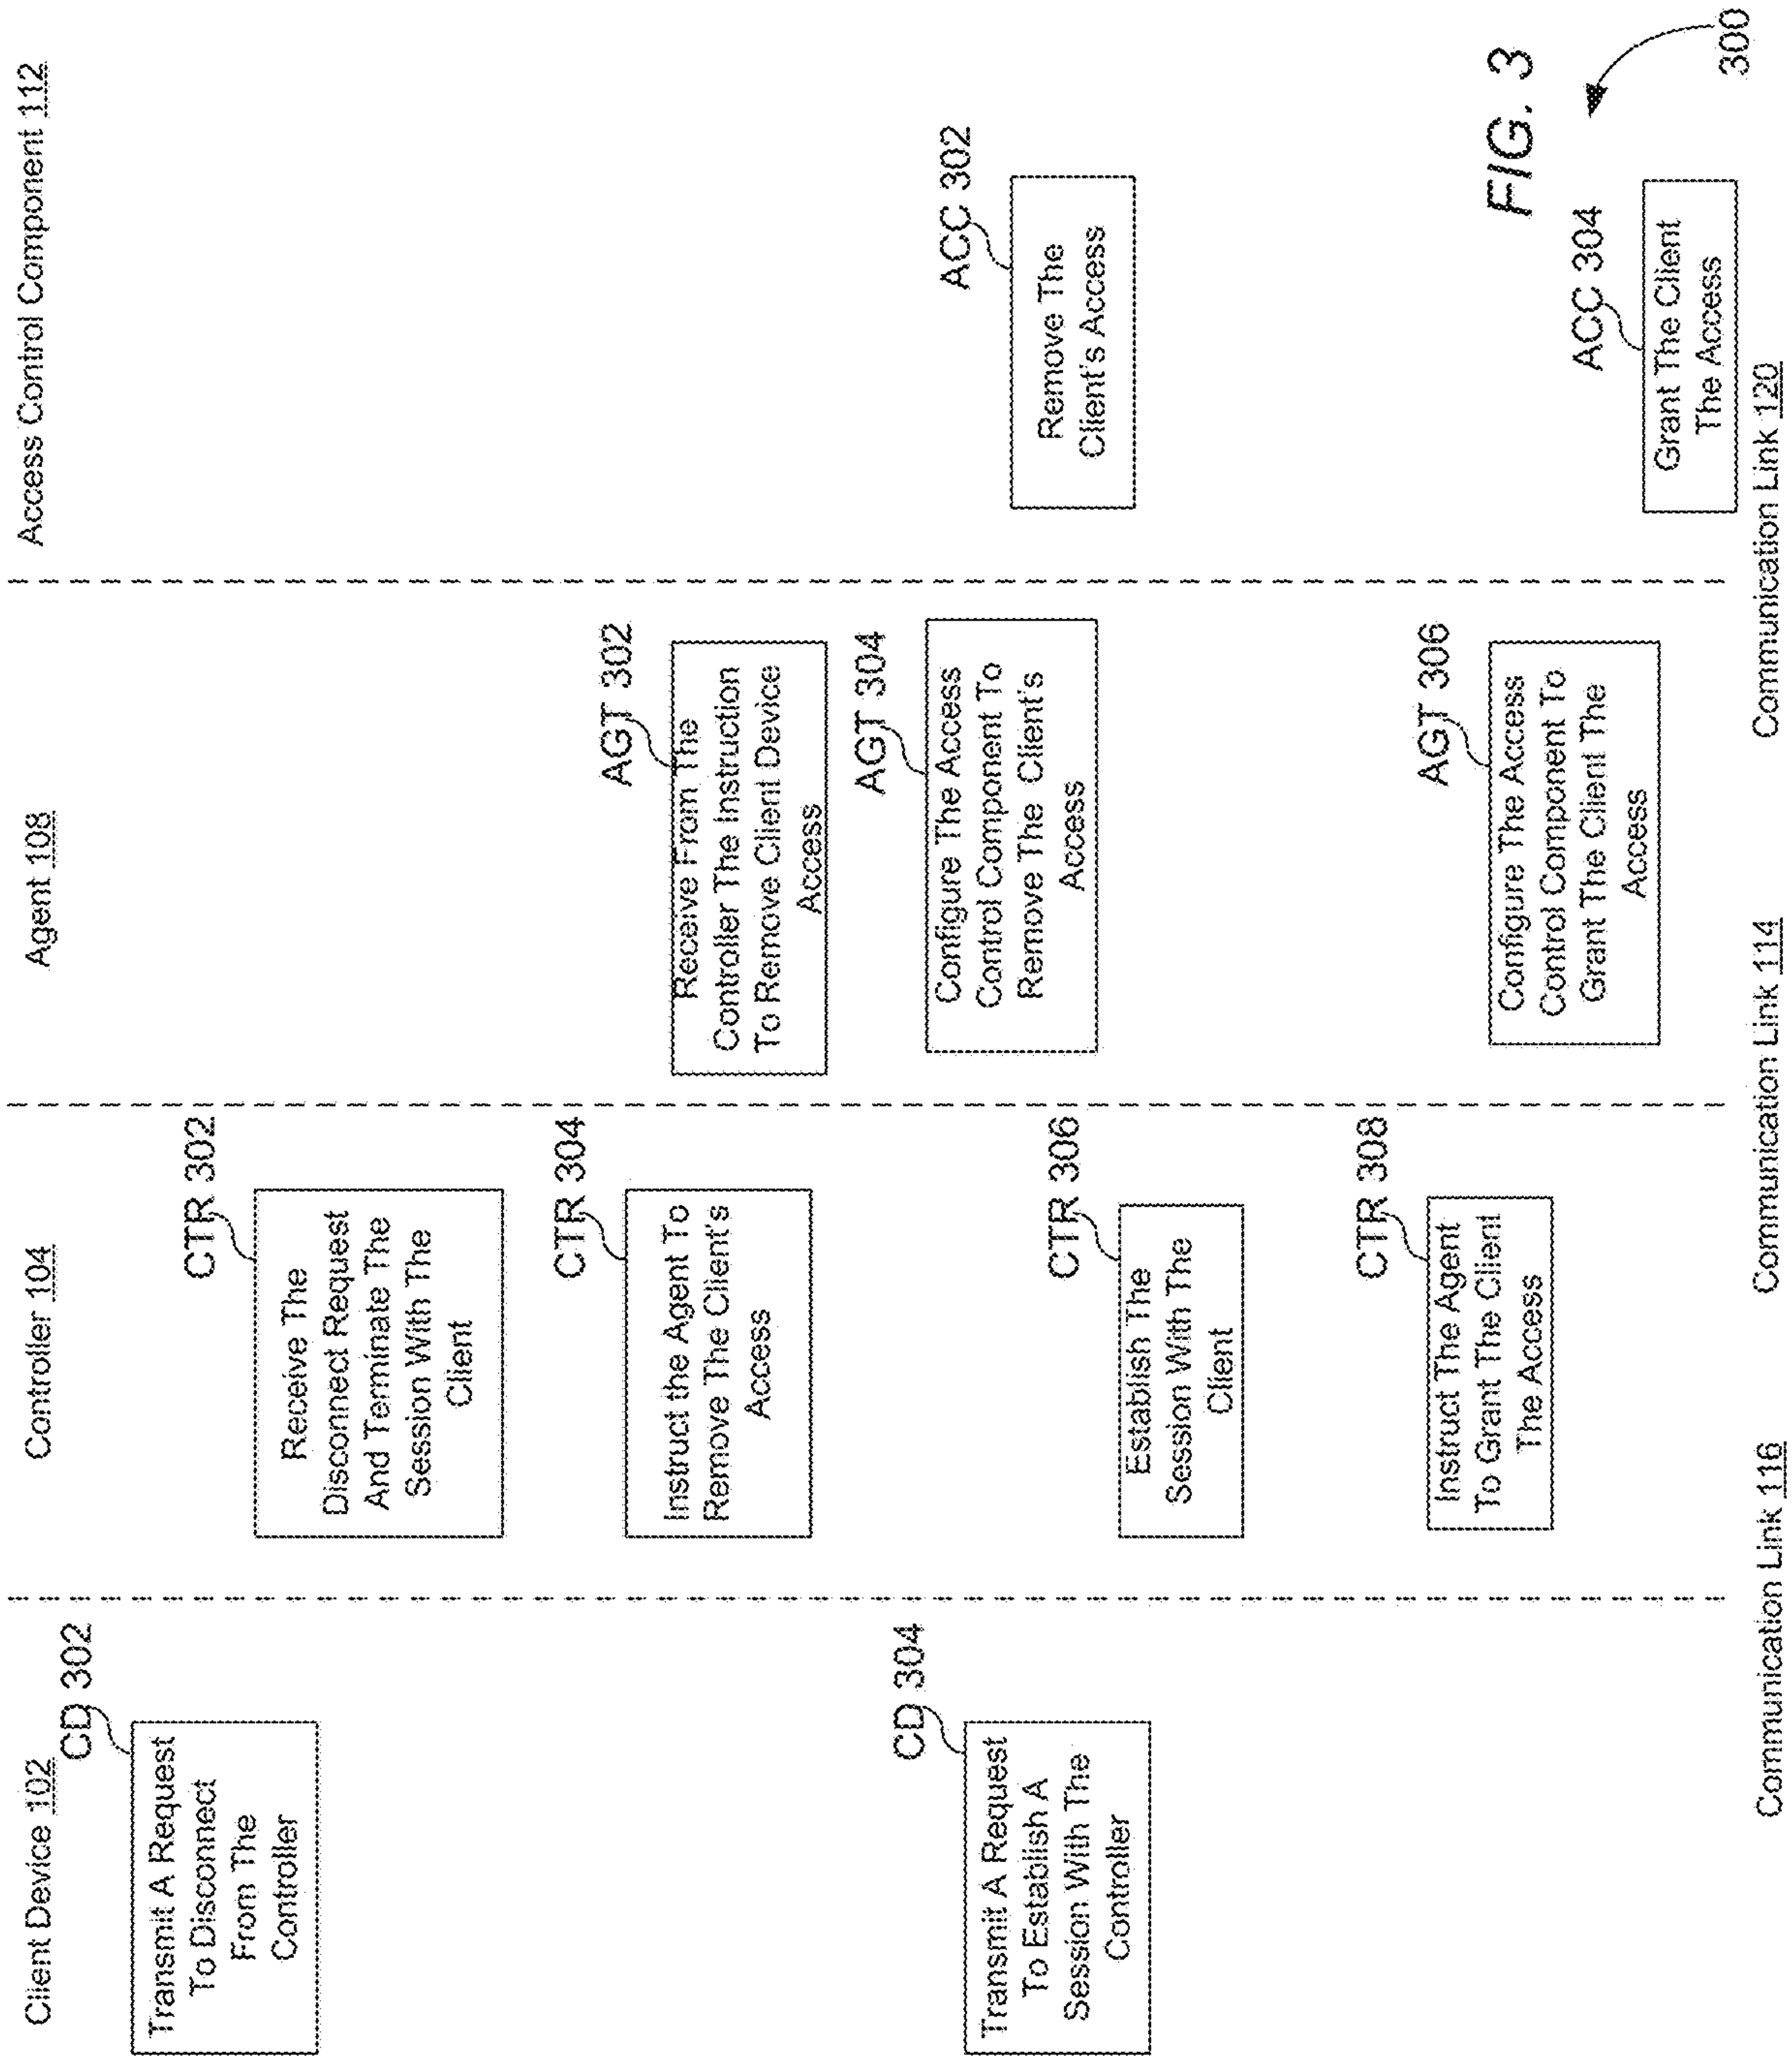 Client Device 102
Controller 104
Agent 108
Access Control Component 112
CD 302
Transmit A Request
To Disconnect
From The
Controller
CTR 302
Receive The
Disconnect Request
And Terminate The
Session With The
Client
CTR 304
Instruct the Agent To
Remove The Client's
Access
AGT 302
Receive From The
Controller The Instruction
To Remove Client Device
Access
AGT 304
Configure The Access
Control Component To
Remove The Client's
Access
ACC 302
Remove The
Client's Access
CD 304
Transmit A Request
To Establish A
Session With The
Controller
CTR 306
Establish The
Session With The
Client
CTR 308
Instruct The Agent
To Grant The Client
The Access
AGT 306
Configure The Access
Control Component To
Grant The Client The
Access
ACC 304
Grant The Client
The Access
Communication Link 116
Communication Link 114
Communication Link 120
FIG. 3
300